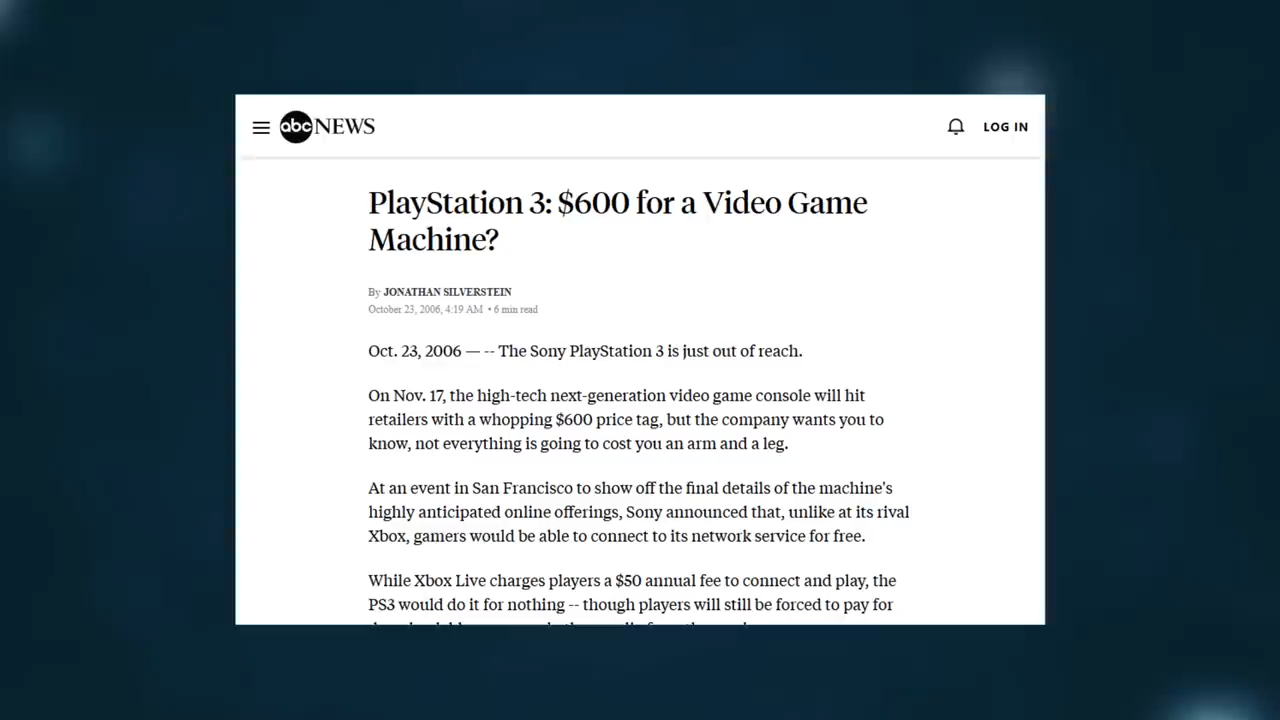 abc NEWS
LOG IN
PlayStation 3: $600 for a Video Game
Machine?
By JONATHAN SILVERSTEIN
October 23, 2006, 4:19 AM • 6 min read
Oct. 23, 2006 — -- The Sony PlayStation 3 is just out of reach.
On Nov. 17, the high-tech next-generation video game console will hit
retailers with a whopping $600 price tag, but the company wants you to
know, not everything is going to cost you an arm and a leg.
At an event in San Francisco to show off the final details of the machine's
highly anticipated online offerings, Sony announced that, unlike at its rival
Xbox, gamers would be able to connect to its network service for free.
While Xbox Live charges players a $50 annual fee to connect and play, the
PS3 would do it for nothing -- though players will still be forced to pay for